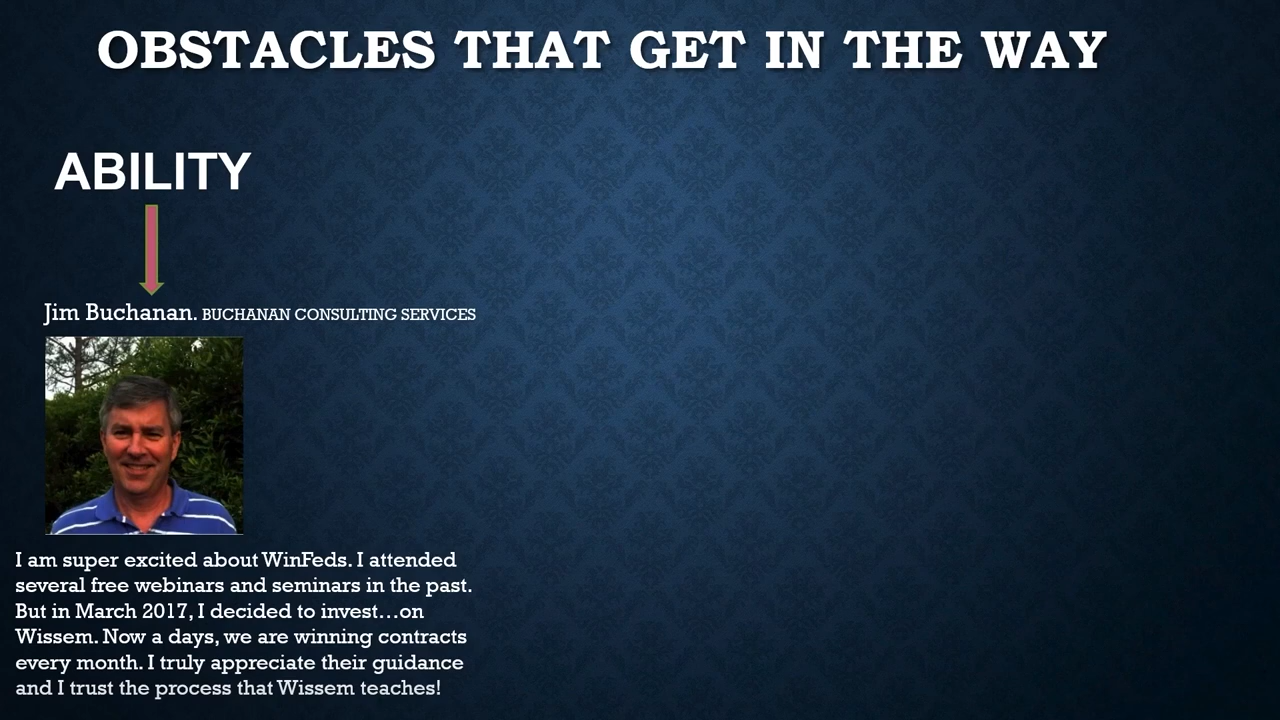 OBSTACLES THAT GET IN THE WAY
ABILITY
Jim Buchanan. BUCHANAN CONSULTING SERVICES
I am super excited about WinFeds. I attended
several free webinars and seminars in the past.
But in March 2017, I decided to invest…on
Wissem. Now a days, we are winning contracts
every month. I truly appreciate their guidance
and I trust the process that Wissem teaches!